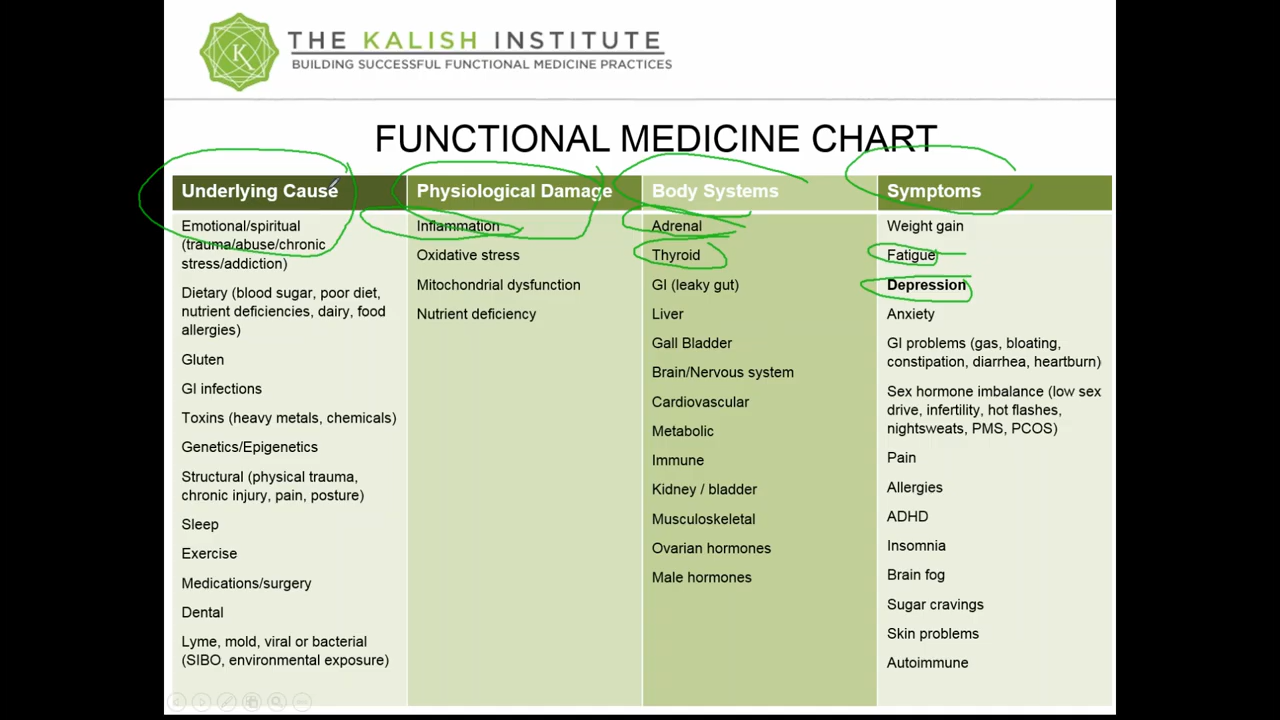 THE KALISH INSTITUTE
BUILDING SUCCESSFUL FUNCTIONAL MEDICINE PRACTICES
K
FUNCTIONAL MEDICINE CHART
Underlying Cause
Emotional/spiritual
(trauma/abuse/chronic
stress/addiction)
Dietary (blood sugar, poor diet,
nutrient deficiencies, dairy, food
allergies)
Gluten
GI infections
Toxins (heavy metals, chemicals)
Genetics/Epigenetics
Structural (physical trauma,
chronic injury, pain, posture)
Sleep
Exercise
Medications/surgery
Dental
Lyme, mold, viral or bacterial
(SIBO, environmental exposure)
Physiological Damage
Inflammation
Oxidative stress
Mitochondrial dysfunction
Nutrient deficiency
Body Systems
Adrenal
Thyroid
GI (leaky gut)
Liver
Gall Bladder
Brain/Nervous system
Cardiovascular
Metabolic
Immune
Kidney / bladder
Musculoskeletal
Ovarian hormones
Male hormones
Symptoms
Weight gain
Fatigue
Depression
Anxiety
GI problems (gas, bloating,
constipation, diarrhea, heartburn)
Sex hormone imbalance (low sex
drive, infertility, hot flashes,
nightsweats, PMS, PCOS)
Pain
Allergies
ADHD
Insomnia
Brain fog
Sugar cravings
Skin problems
Autoimmune